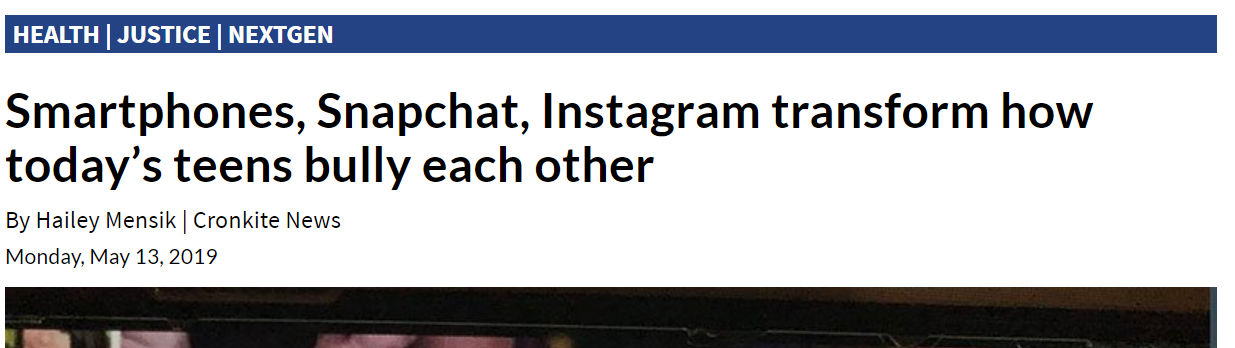 HEALTH | JUSTICE | NEXTGEN
Smartphones, Snapchat, Instagram transform how
today’s teens bully each other
By Hailey Mensik | Cronkite News
Monday, May 13, 2019